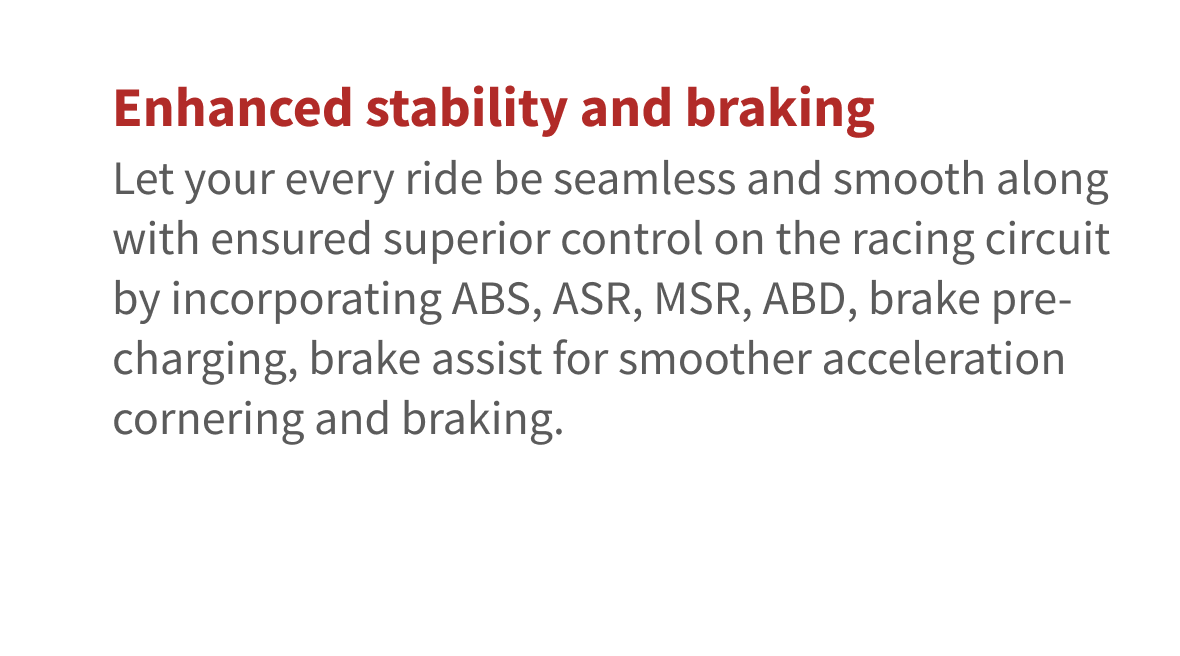 Enhanced stability and braking
Let your every ride be seamless and smooth along
with ensured superior control on the racing circuit
by incorporating ABS, ASR, MSR, ABD, brake pre-
charging, brake assist for smoother acceleration
cornering and braking.